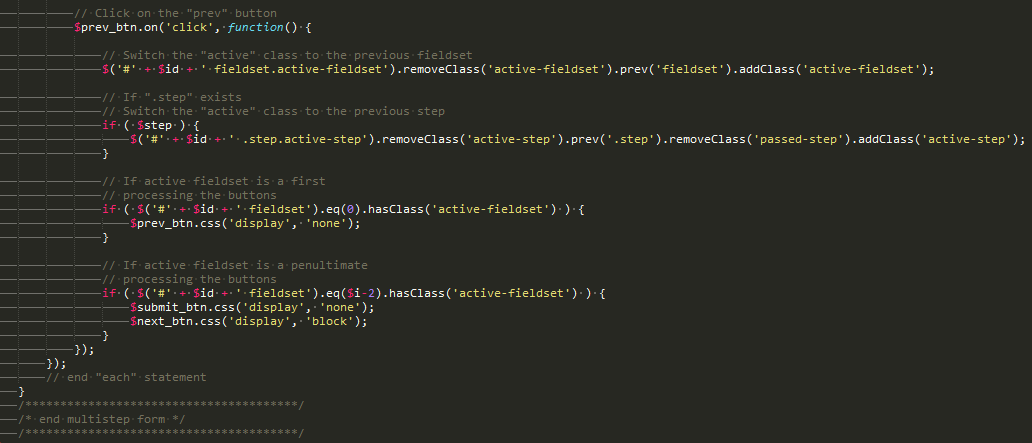 // Click on the "prev" button
$prev_btn.on('click', function() {
// Switch the "active" class to the previous fieldset
$('#' + $id + ' fieldset.active-fieldset').removeClass('active-fieldset').prev('fieldset').addClass('active-fieldset');
// If ".step" exists
// Switch the "active" class to the previous step
if ( $step ) {
$('#' + $id + ' .step.active-step').removeClass('active-step').prev('.step').removeClass('passed-step').addClass('active-step');
}
// If active fieldset is a first
// processing the buttons
if ( $('#' + $id + ' fieldset').eq(0).hasClass('active-fieldset') ) {
$prev_btn.css('display', 'none');
}
// If active fieldset is a penultimate
// processing the buttons
if ( $('#' + $id + ' fieldset').eq($i-2).hasClass('active-fieldset') ) {
$submit_btn.css('display', 'none');
$next_btn.css('display', 'block');
}
});
});
// end "each" statement
}
/***************************************/
/* end multistep form */
/***************************************/